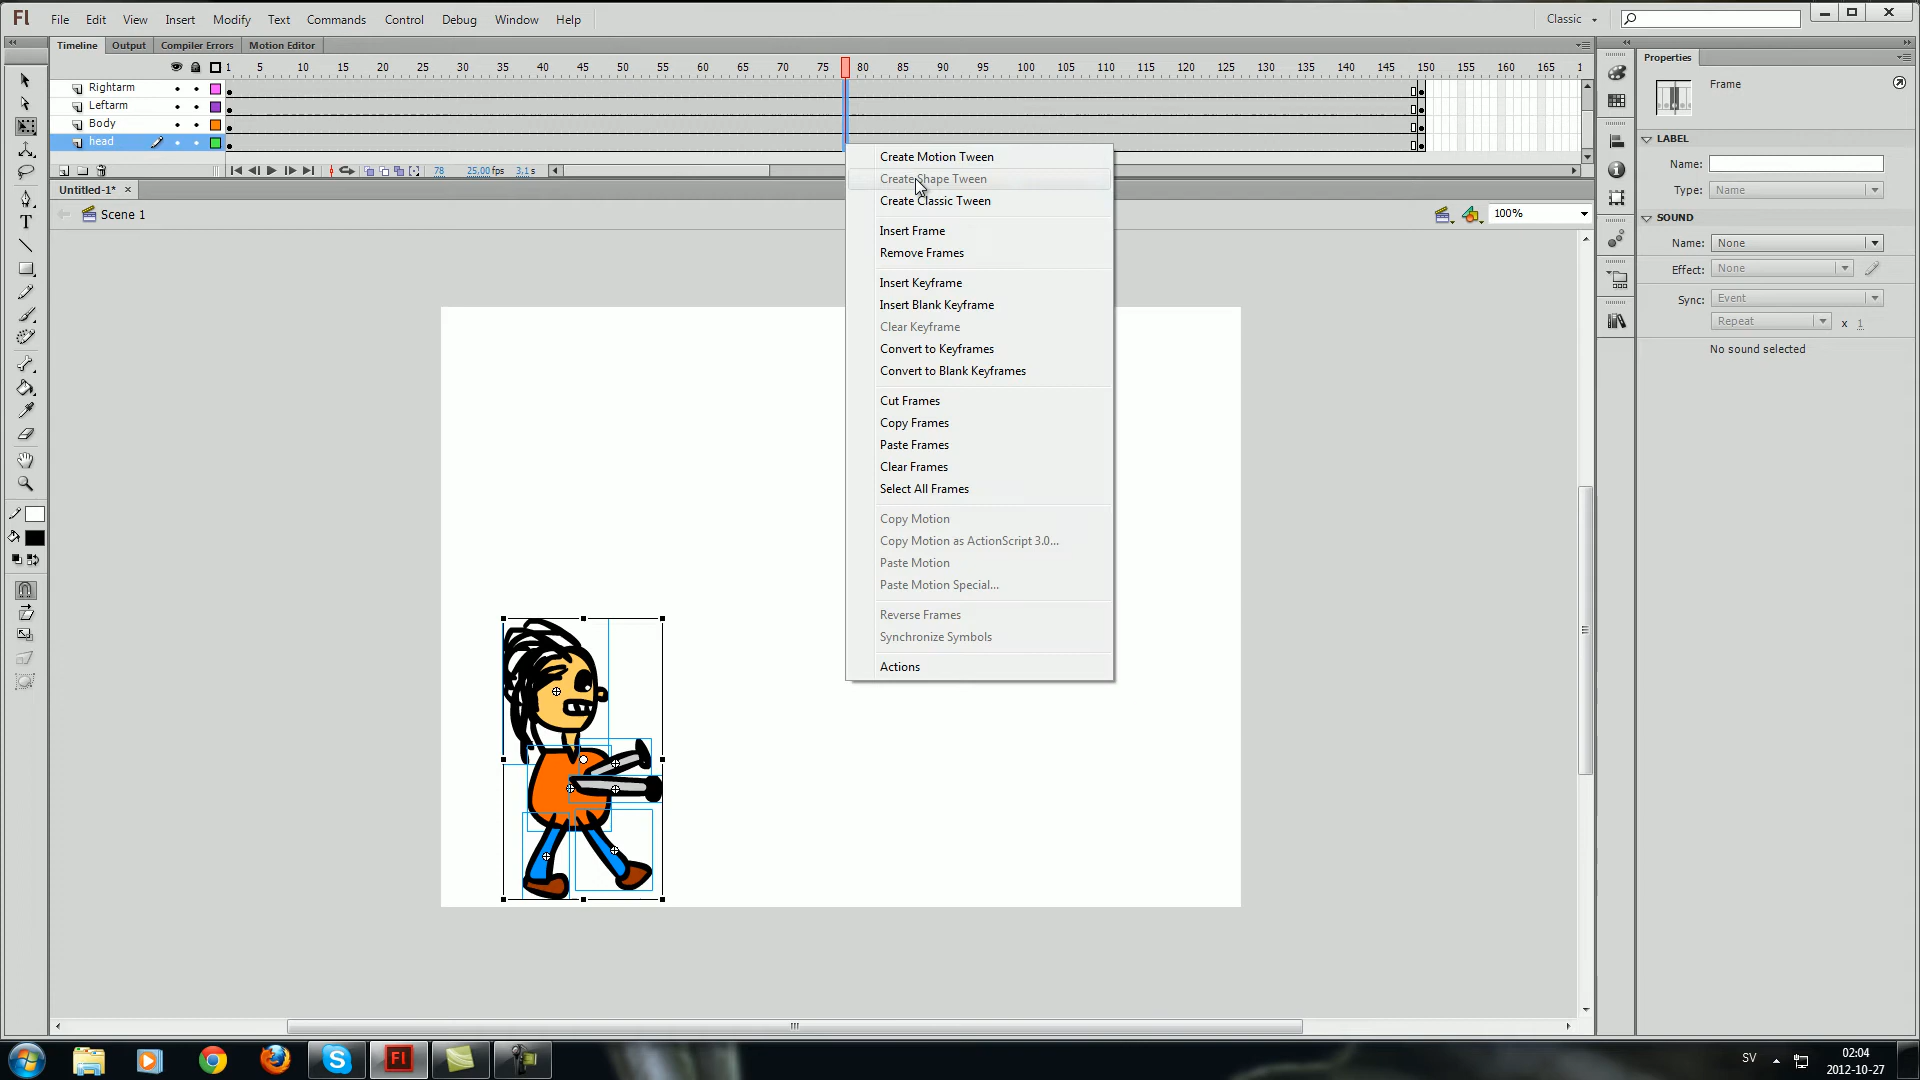 Fl File Edit View Insert Modify Text Commands Control Debug Window Help Classic
Timeline Output Compiler Errors Motion Editor
1 5 10 15 20 25 30 35 40 45 50 55 60 65 70 75 80 85 90 95 100 105 110 115 120 125 130 135 140 145 150 155 160 165 1
Rightarm
Leftarm
Body
head
78 25.00 fps 3.1 s
Untitled-1*
Scene 1
100%
Create Motion Tween
Create Shape Tween
Create Classic Tween
Insert Frame
Remove Frames
Insert Keyframe
Insert Blank Keyframe
Clear Keyframe
Convert to Keyframes
Convert to Blank Keyframes
Cut Frames
Copy Frames
Paste Frames
Clear Frames
Select All Frames
Copy Motion
Copy Motion as ActionScript 3.0...
Paste Motion
Paste Motion Special...
Reverse Frames
Synchronize Symbols
Actions
Properties
Frame
LABEL
Name:
Type: Name
SOUND
Name: None
Effect: None
Sync: Event
Repeat x 1
No sound selected
Fl
SV
02:04
2012-10-27